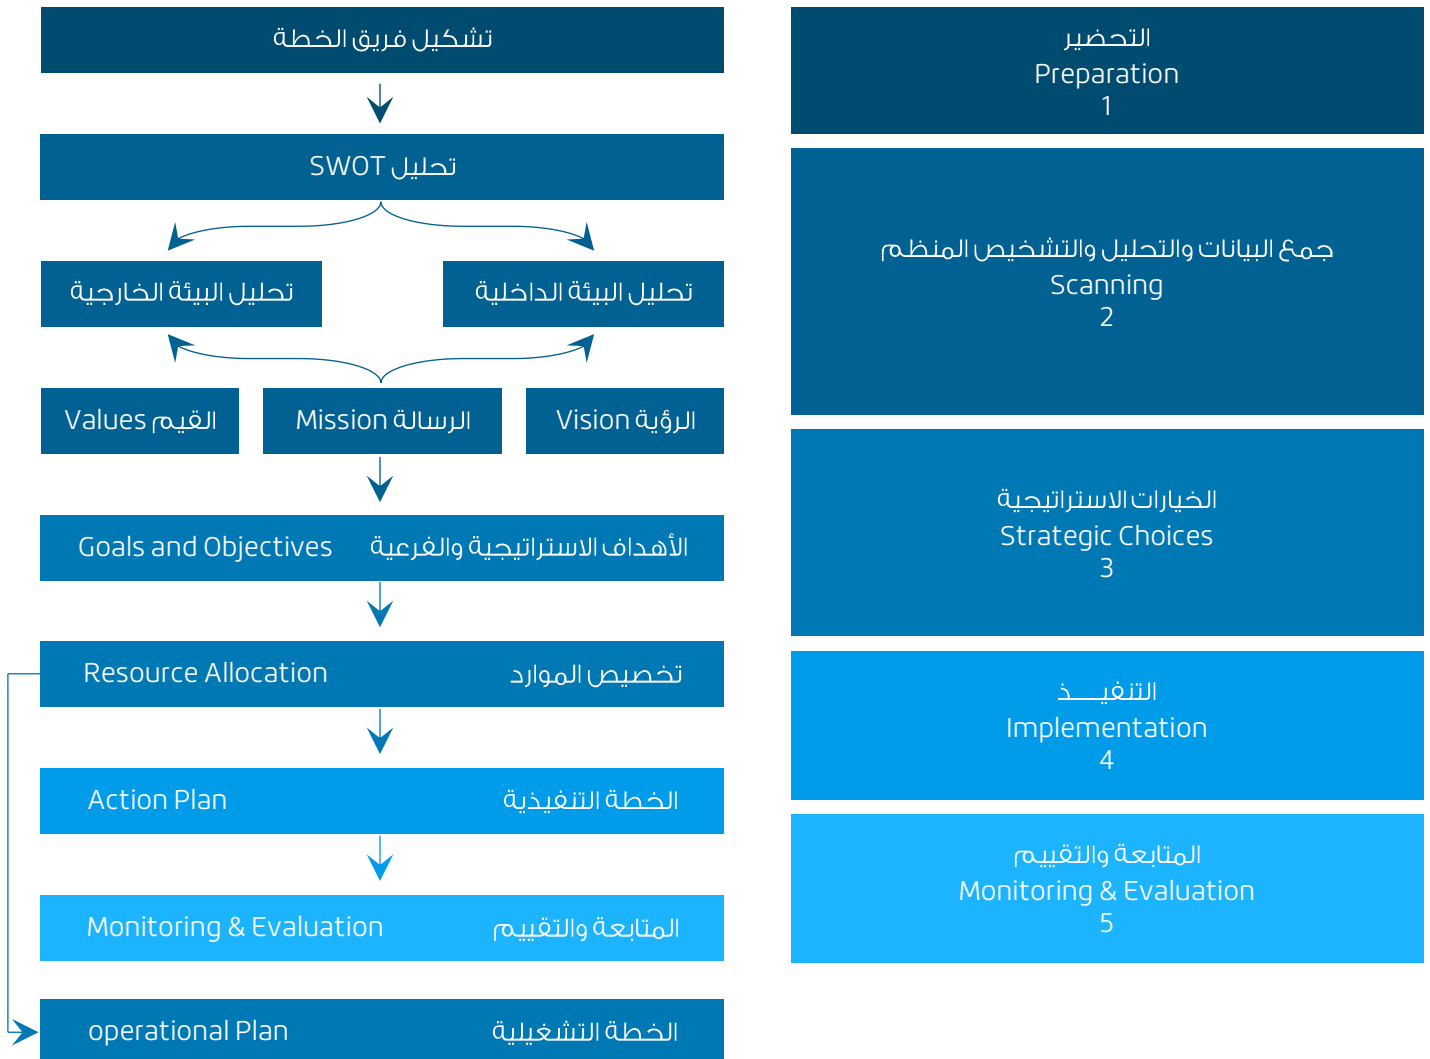 تشكيل فريق الخطة
تحليل SWOT
تحليل البيئة الداخلية
تحليل البيئة الخارجية
الرؤية Vision
الرسالة Mission
القيم Values
الأهداف الاستراتيجية والفرعية Goals and Objectives
تخصيص الموارد Resource Allocation
الخطة التنفيذية Action Plan
المتابعة والتقييم Monitoring & Evaluation
الخطة التشغيلية operational Plan
التحضير
Preparation
1
جمع البيانات والتحليل والتشخيص المنظم
Scanning
2
الخيارات الاستراتيجية
Strategic Choices
3
التنفيـــــذ
Implementation
4
المتابعة والتقييم
Monitoring & Evaluation
5